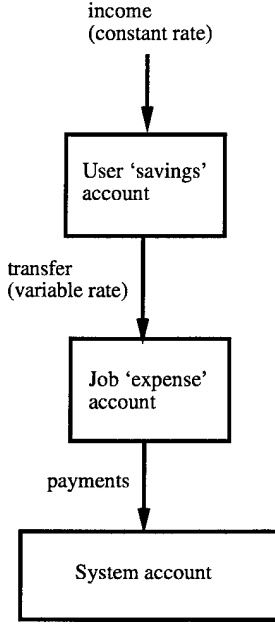 income
(constant rate)
User ‘savings’
account
transfer
(variable rate)
Job ‘expense’
account
payments
System account